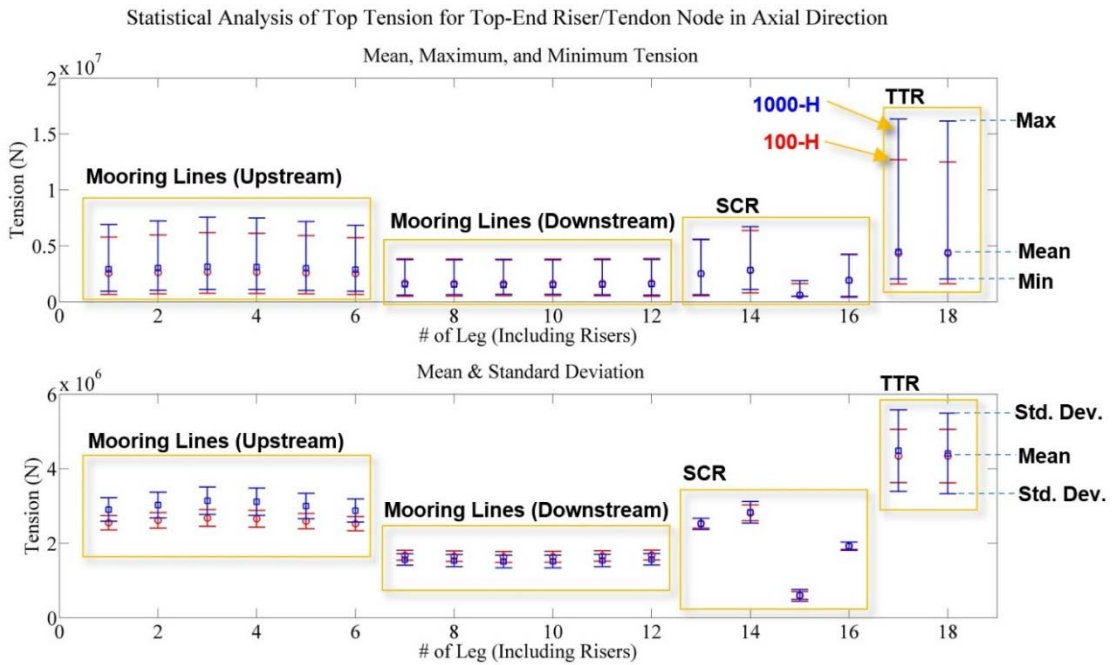 Statistical Analysis of Top Tension for Top-End Riser/Tendon Node in Axial Direction
Mean, Maximum, and Minimum Tension
x 10^7
2
1.5
1
0.5
0
Tension (N)
Mooring Lines (Upstream)
Mooring Lines (Downstream)
SCR
1000-H
100-H
TTR
Max
Mean
Min
0 2 4 6 8 10 12 14 16 18
# of Leg (Including Risers)
Mean & Standard Deviation
x 10^6
6
4
2
0
Tension (N)
Mooring Lines (Upstream)
Mooring Lines (Downstream)
SCR
TTR
Std. Dev.
Mean
Std. Dev.
0 2 4 6 8 10 12 14 16 18
# of Leg (Including Risers)